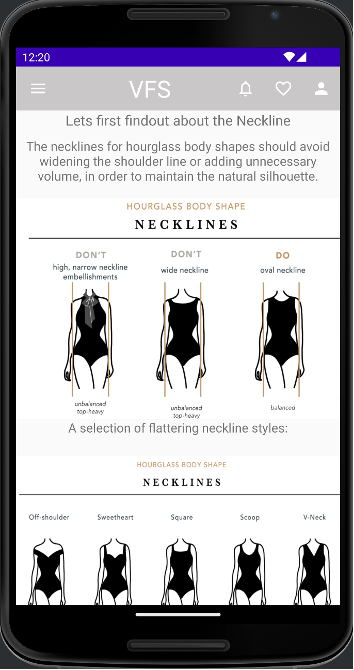 12:20
VFS
Lets first findout about the Neckline
The necklines for hourglass body shapes should avoid
widening the shoulder line or adding unnecessary
volume, in order to maintain the natural silhouette.
HOURGLASS BODY SHAPE
NECKLINES
DON'T
high, narrow neckline
embellishments
DON'T
wide neckline
DO
oval neckline
unbalanced
top-heavy
unbalanced
top-heavy
balanced
A selection of flattering neckline styles:
HOURGLASS BODY SHAPE
NECKLINES
Off-shoulder Sweetheart Square Scoop V-Neck